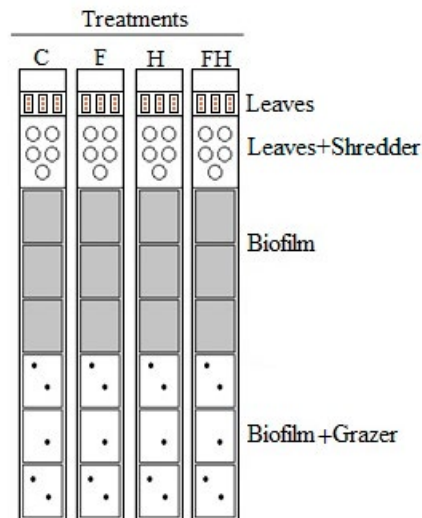 Treatments
C F H FH
Leaves
Leaves+Shredder
Biofilm
Biofilm+Grazer